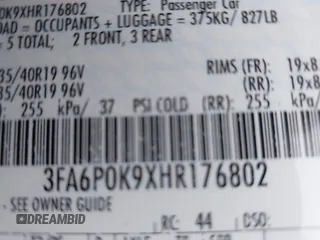 0K9XHR176802 TYPE: Passenger Car
OAD = OCCUPANTS + LUGGAGE = 375KG/ 827LB
= 5 TOTAL; 2 FRONT, 3 REAR
35/40R19 96V RIMS (FR): 19x8.
35/40R19 96V (RR): 19x8.
): 255 kPa/ 37 PSI COLD (RR): 255 k
3FA6P0K9XHR176802
- SEE OWNER GUIDE
DREAMBID
RC: 44 DSO: